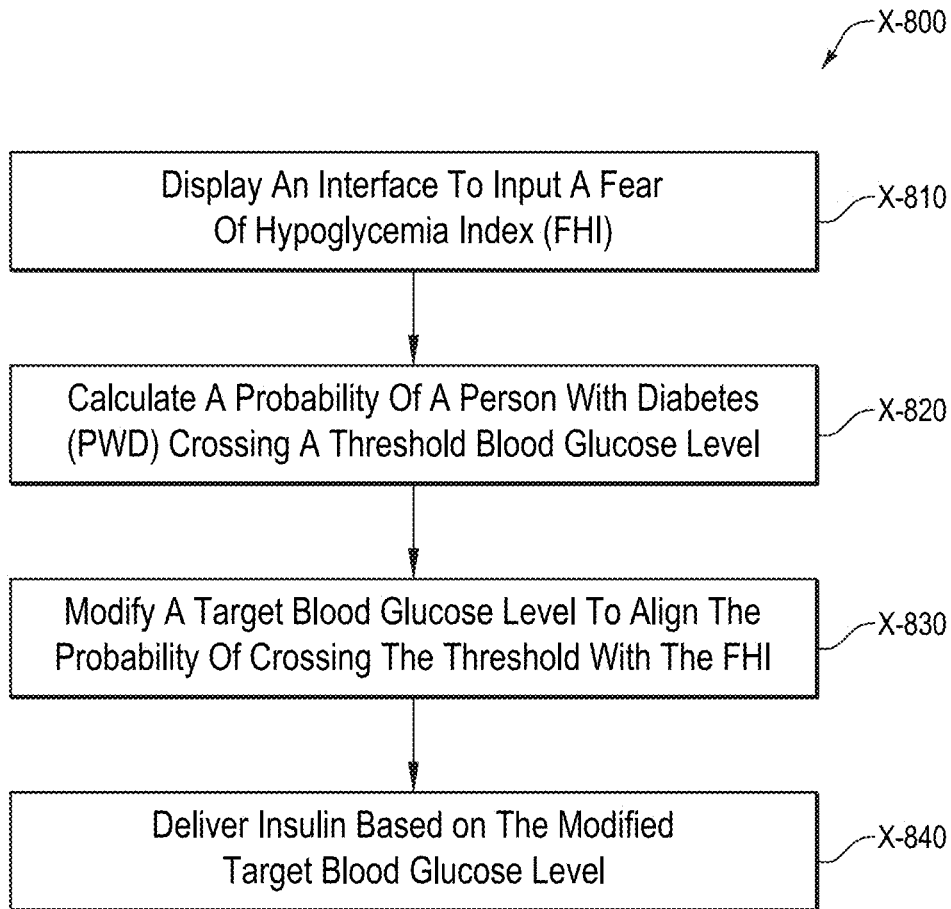 X-800
Display An Interface To Input A Fear
Of Hypoglycemia Index (FHI)
X-810
Calculate A Probability Of A Person With Diabetes
(PWD) Crossing A Threshold Blood Glucose Level
X-820
Modify A Target Blood Glucose Level To Align The
Probability Of Crossing The Threshold With The FHI
X-830
Deliver Insulin Based on The Modified
Target Blood Glucose Level
X-840